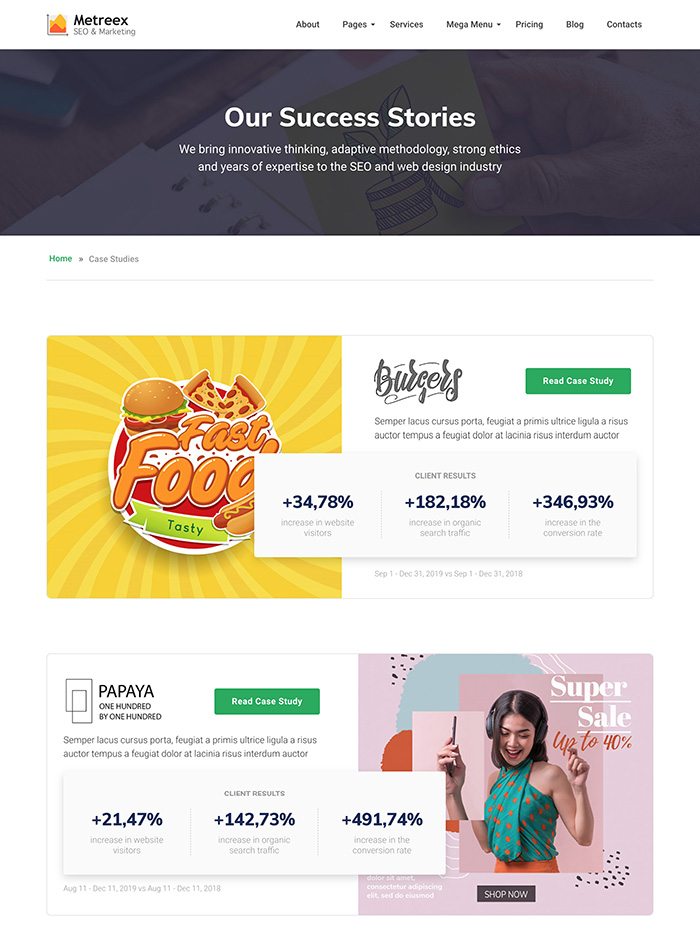 Metreex
SEO & Marketing
About Pages Services Mega Menu Pricing Blog Contacts
Our Success Stories
We bring innovative thinking, adaptive methodology, strong ethics
and years of expertise to the SEO and web design industry
Home » Case Studies
Fast
Food
Tasty
Burgers
Read Case Study
Semper lacus cursus porta, feugiat a primis ultrice ligula a risus
auctor tempus a feugiat dolor at lacinia risus interdum auctor
CLIENT RESULTS
+34,78% +182,18% +346,93%
increase in website increase in organic increase in the
visitors search traffic conversion rate
Sep 1 - Dec 31, 2019 vs Sep 1 - Dec 31, 2018
PAPAYA
ONE HUNDRED
BY ONE HUNDRED
Read Case Study
Semper lacus cursus porta, feugiat a primis ultrice ligula a risus
auctor tempus a feugiat dolor at lacinia risus interdum auctor
CLIENT RESULTS
+21,47% +142,73% +491,74%
increase in website increase in organic increase in the
visitors search traffic conversion rate
Aug 11 - Dec 11, 2019 vs Aug 11 - Dec 11, 2018
Super
Sale
Up to 40%
dolor sit amet,
consectetur adipiscing
elit, sed do eiusmod
SHOP NOW